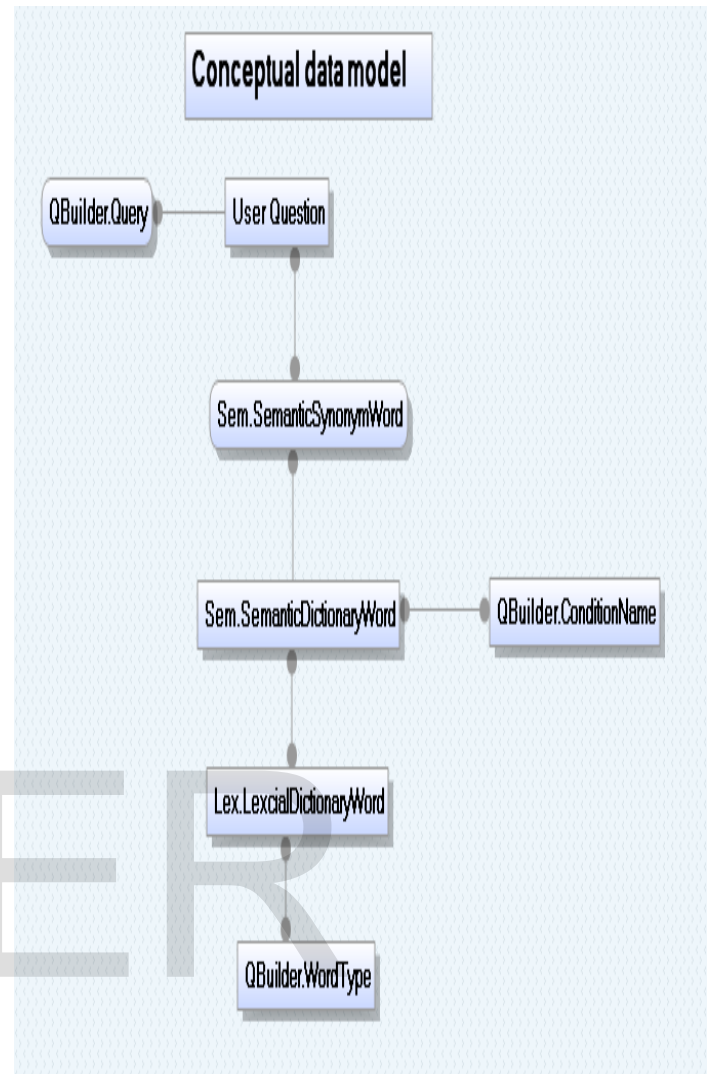 Conceptual data model
QBuilder.Query
User Question
Sem.SemanticSynonymWord
Sem.SemanticDictionaryWord
QBuilder.ConditionName
Lex.LexcialDictionaryWord
ER
QBuilder.WordType